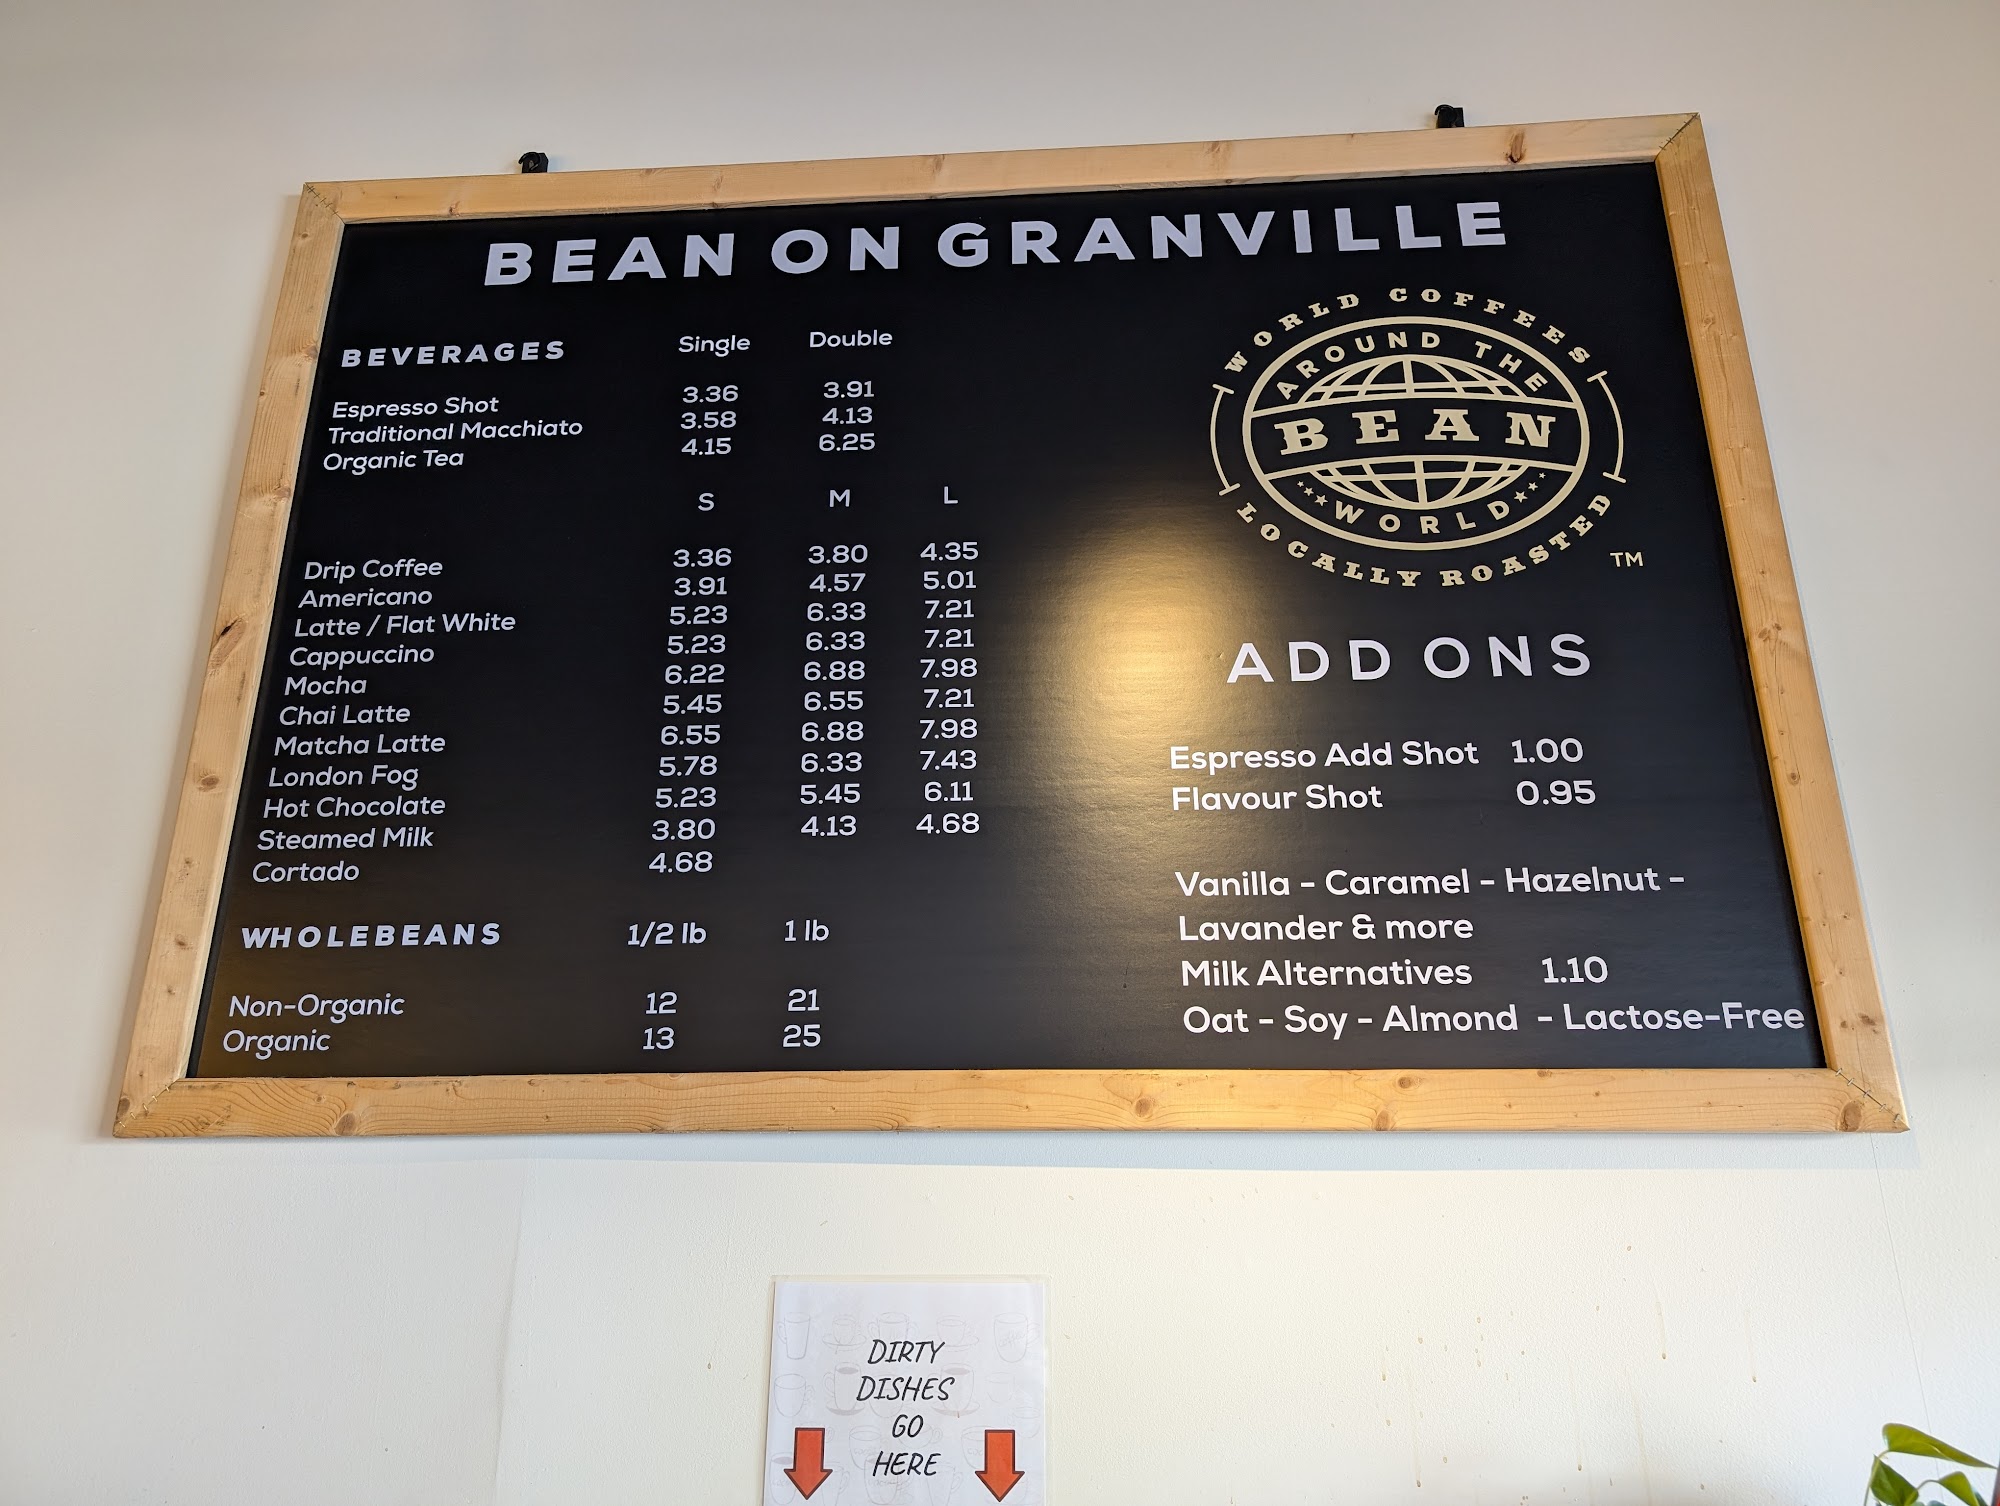 BEAN ON GRANVILLE
BEVERAGES Single Double
Espresso Shot 3.36 3.91
Traditional Macchiato 3.58 4.13
Organic Tea 4.15 6.25
S M L
Drip Coffee 3.36 3.80 4.35
Americano 3.91 4.57 5.01
Latte / Flat White 5.23 6.33 7.21
Cappuccino 5.23 6.33 7.21
Mocha 6.22 6.88 7.98
Chai Latte 5.45 6.55 7.21
Matcha Latte 6.55 6.88 7.98
London Fog 5.78 6.33 7.43
Hot Chocolate 5.23 5.45 6.11
Steamed Milk 3.80 4.13 4.68
Cortado 4.68
WHOLEBEANS 1/2 lb 1 lb
Non-Organic 12 21
Organic 13 25
WORLD COFFEES
AROUND THE
BEAN
WORLD
LOCALLY ROASTED
TM
ADD ONS
Espresso Add Shot 1.00
Flavour Shot 0.95
Vanilla - Caramel - Hazelnut -
Lavander & more
Milk Alternatives 1.10
Oat - Soy - Almond - Lactose-Free
DIRTY
DISHES
GO
HERE